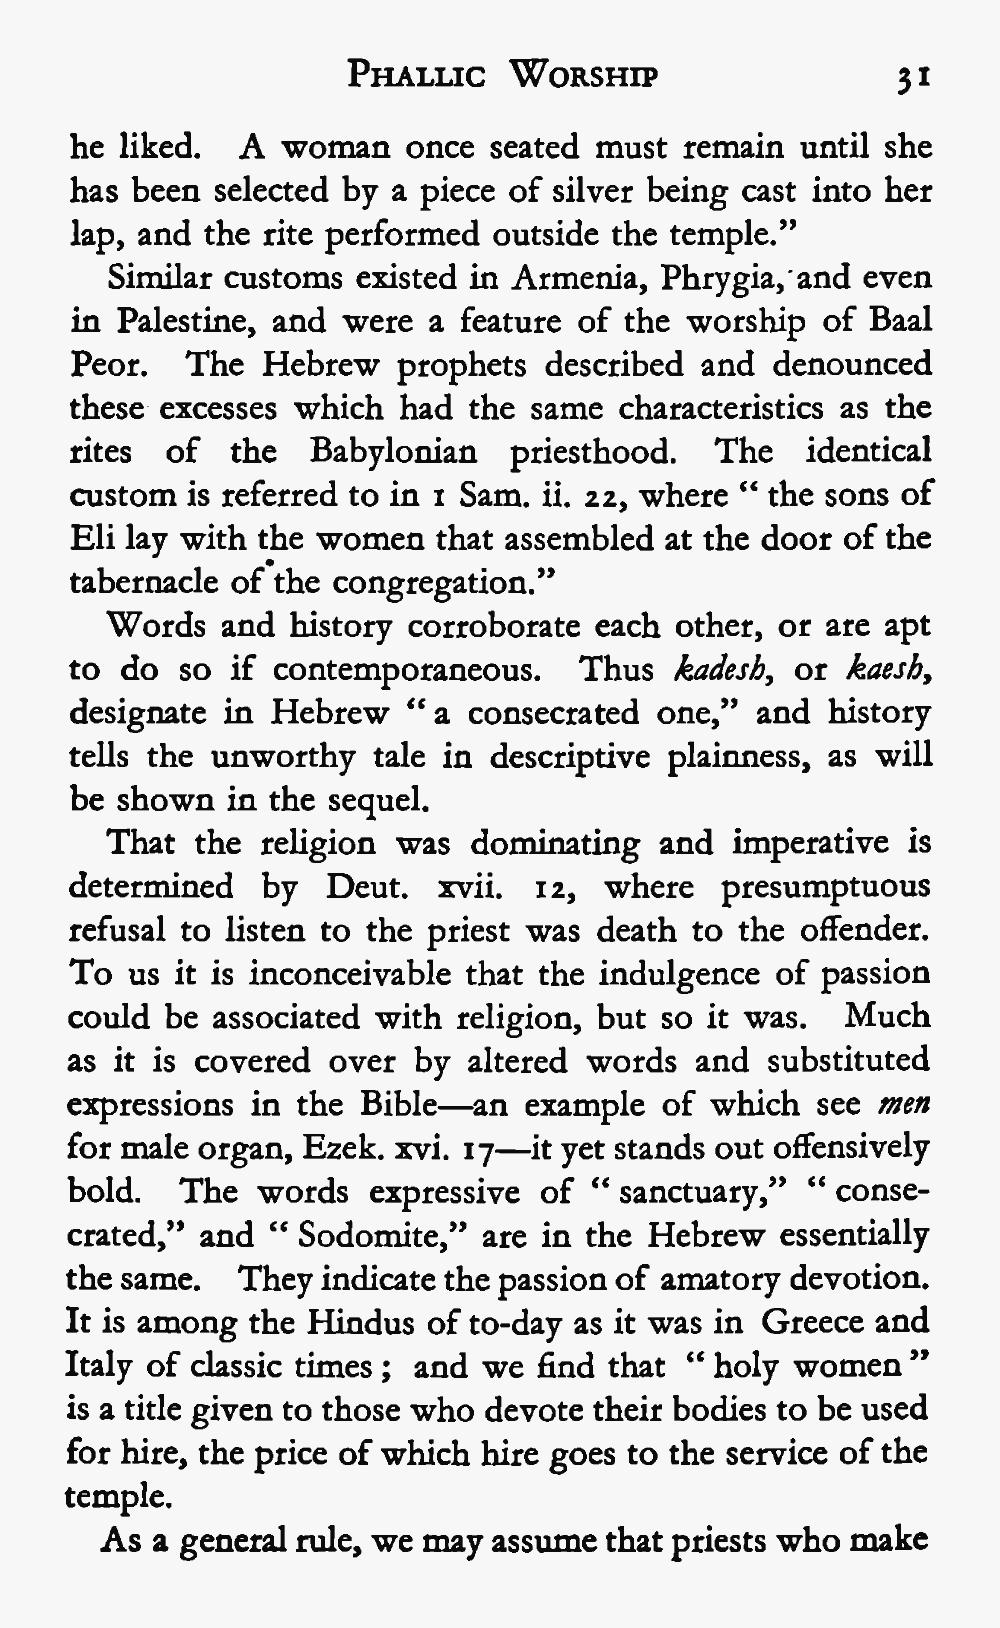 Phallic Worship 31
he liked. A woman once seated must remain until she
has been selected by a piece of silver being cast into her
lap, and the rite performed outside the temple.”
Similar customs existed in Armenia, Phrygia, and even
in Palestine, and were a feature of the worship of Baal
Peor. The Hebrew prophets described and denounced
these excesses which had the same characteristics as the
rites of the Babylonian priesthood. The identical
custom is referred to in 1 Sam. ii. 22, where “ the sons of
Eli lay with the women that assembled at the door of the
tabernacle of the congregation.”
Words and history corroborate each other, or are apt
to do so if contemporaneous. Thus kadesh, or kaesh,
designate in Hebrew “ a consecrated one,” and history
tells the unworthy tale in descriptive plainness, as will
be shown in the sequel.
That the religion was dominating and imperative is
determined by Deut. xvii. 12, where presumptuous
refusal to listen to the priest was death to the offender.
To us it is inconceivable that the indulgence of passion
could be associated with religion, but so it was. Much
as it is covered over by altered words and substituted
expressions in the Bible—an example of which see men
for male organ, Ezek. xvi. 17—it yet stands out offensively
bold. The words expressive of “ sanctuary,” “ conse-
crated,” and “ Sodomite,” are in the Hebrew essentially
the same. They indicate the passion of amatory devotion.
It is among the Hindus of to-day as it was in Greece and
Italy of classic times ; and we find that “ holy women ”
is a title given to those who devote their bodies to be used
for hire, the price of which hire goes to the service of the
temple.
As a general rule, we may assume that priests who make